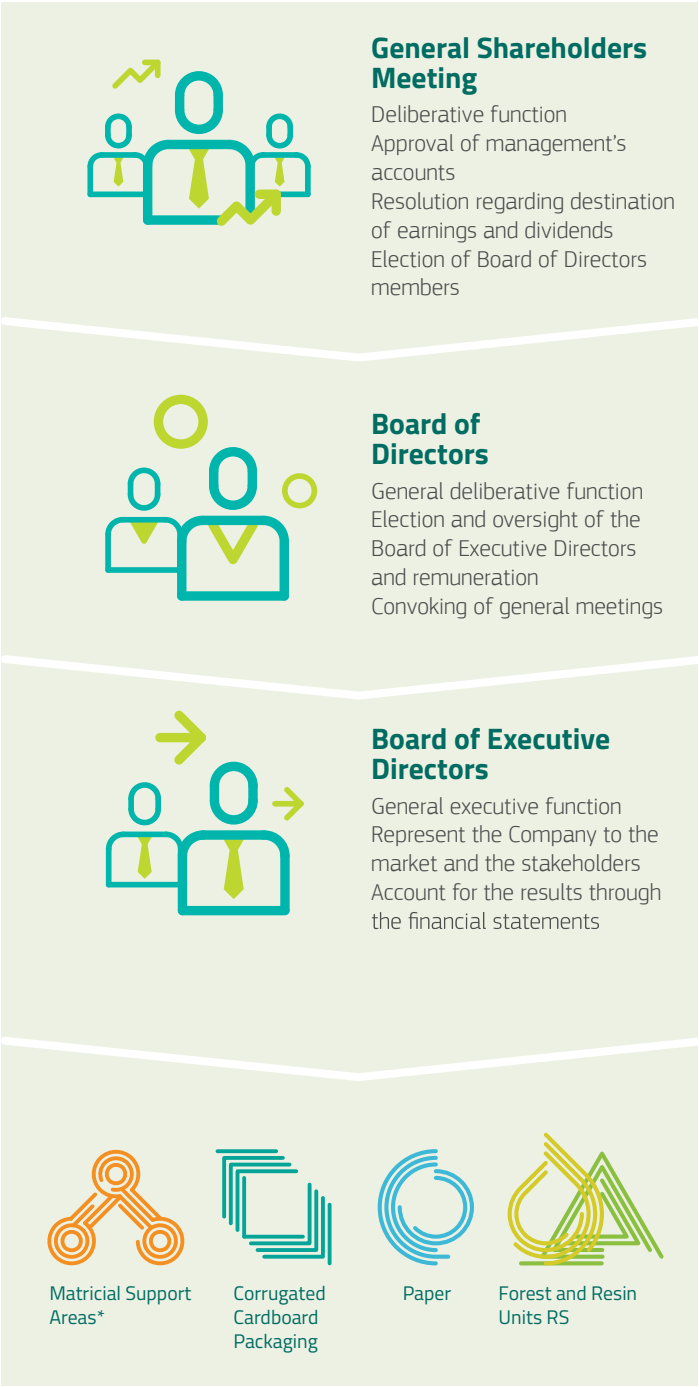 General Shareholders
Meeting
Deliberative function
Approval of management's
accounts
Resolution regarding destination
of earnings and dividends
Election of Board of Directors
members
Board of
Directors
General deliberative function
Election and oversight of the
Board of Executive Directors
and remuneration
Convoking of general meetings
Board of Executive
Directors
General executive function
Represent the Company to the
market and the stakeholders
Account for the results through
the financial statements
Matricial Support
Areas*
Corrugated
Cardboard
Packaging
Paper
Forest and Resin
Units RS